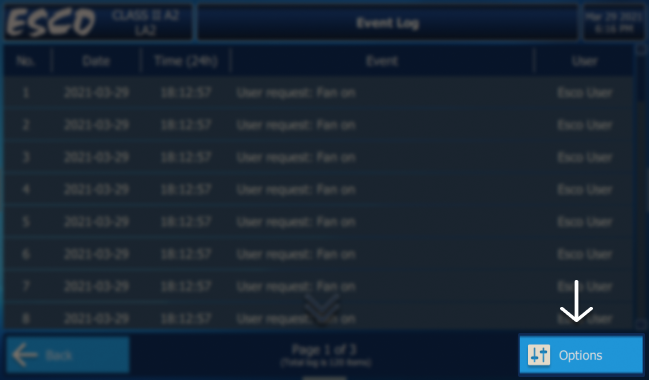 ESCO
CLASS II A2
LA2
Event Log
Mar 29 2021
6:16 PM
No. Date Time (24h) Event User
1 2021-03-29 18:12:57 User request: Fan on Esco User
2 2021-03-29 18:12:57 User request: Fan on Esco User
3 2021-03-29 18:12:57 User request: Fan on Esco User
4 2021-03-29 18:12:57 User request: Fan on Esco User
5 2021-03-29 18:12:57 User request: Fan on Esco User
6 2021-03-29 18:12:57 User request: Fan on Esco User
7 2021-03-29 18:12:57 User request: Fan on Esco User
8 2021-03-29 18:12:57 User request: Fan on Esco User
Back
Page 1 of 3
(Total log is 125 items)
Options